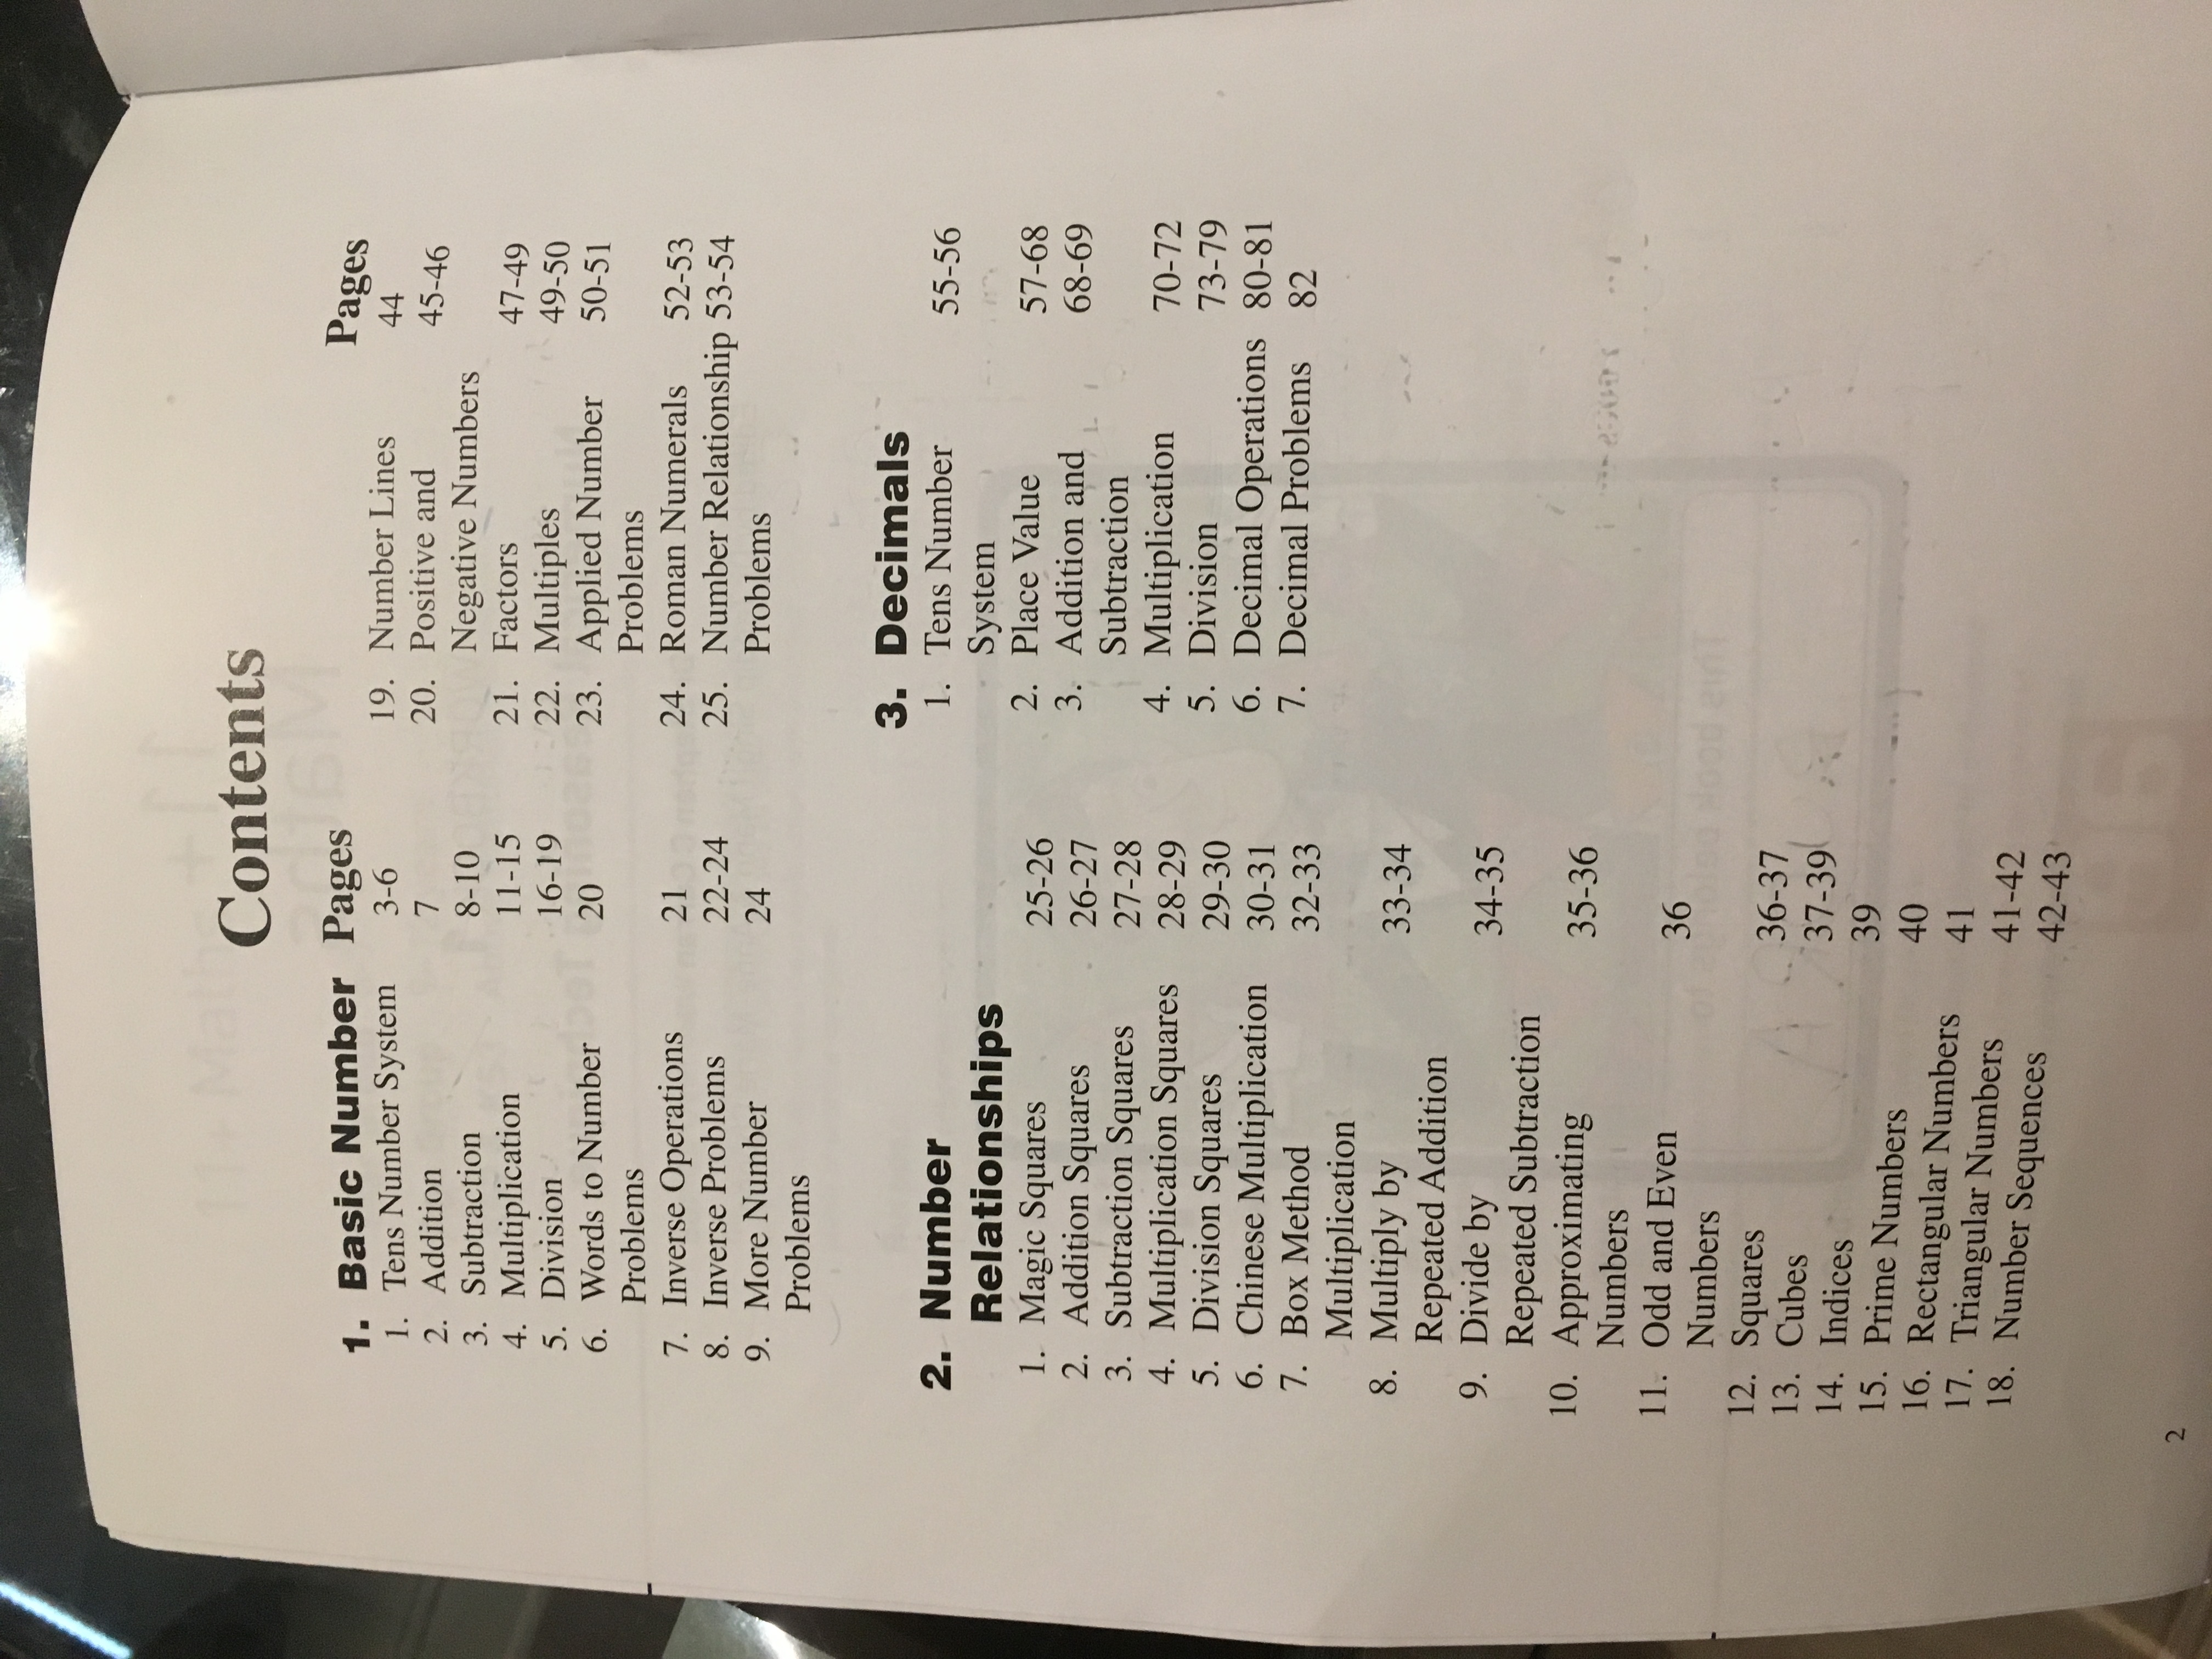 Contents
1. Basic Number Pages
1. Tens Number System 3-6
2. Addition 7
3. Subtraction 8-10
4. Multiplication 11-15
5. Division 16-19
6. Words to Number 20
Problems
7. Inverse Operations 21
8. Inverse Problems 22-24
9. More Number 24
Problems
2. Number
Relationships
1. Magic Squares 25-26
2. Addition Squares 26-27
3. Subtraction Squares 27-28
4. Multiplication Squares 28-29
5. Division Squares 29-30
6. Chinese Multiplication 30-31
7. Box Method 32-33
Multiplication
8. Multiply by 33-34
Repeated Addition
9. Divide by 34-35
Repeated Subtraction
10. Approximating 35-36
Numbers
11. Odd and Even 36
Numbers
12. Squares 36-37
13. Cubes 37-39
14. Indices 39
15. Prime Numbers 40
16. Rectangular Numbers 41
17. Triangular Numbers 41-42
18. Number Sequences 42-43
Pages
19. Number Lines 44
20. Positive and 45-46
Negative Numbers
21. Factors 47-49
22. Multiples 49-50
23. Applied Number 50-51
Problems
24. Roman Numerals 52-53
25. Number Relationship 53-54
Problems
3. Decimals
1. Tens Number 55-56
System
2. Place Value 57-68
3. Addition and 68-69
Subtraction
4. Multiplication 70-72
5. Division 73-79
6. Decimal Operations 80-81
7. Decimal Problems 82
2